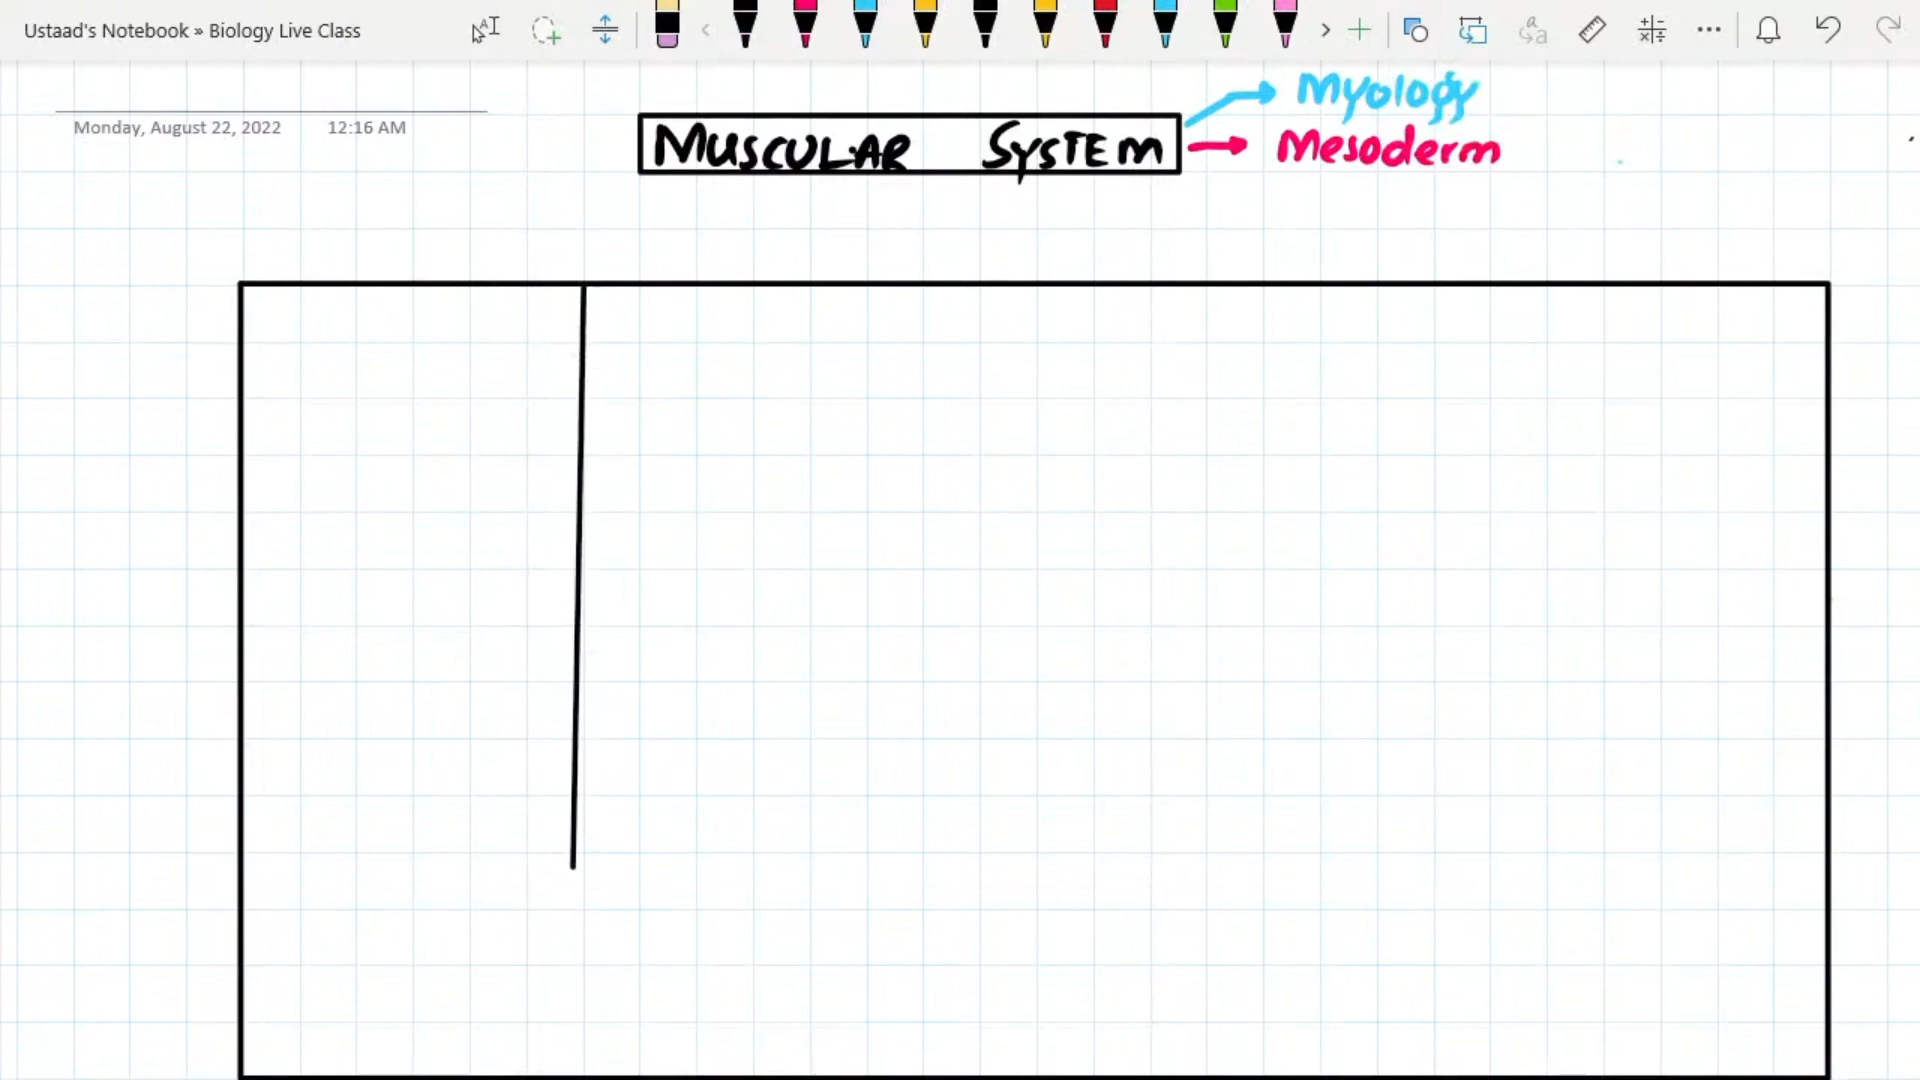 Ustaad's Notebook » Biology Live Class
Myology
MUSCULAR SYSTEM Mesoderm
Monday, August 22, 2022 12:16 AM